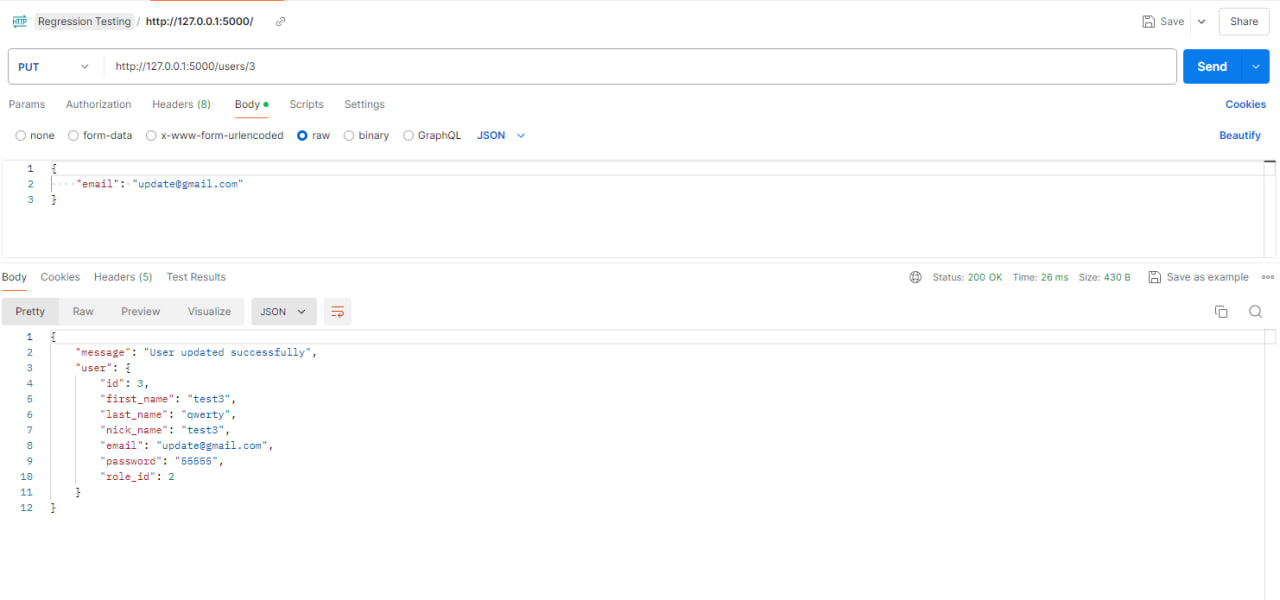 HTTP Regression Testing / http://127.0.0.1:5000/ Save Share
PUT http://127.0.0.1:5000/users/3 Send
Params Authorization Headers (8) Body Scripts Settings Cookies
none form-data x-www-form-urlencoded raw binary GraphQL JSON Beautify
1 {
2 "email": "update@gmail.com"
3 }
Body Cookies Headers (5) Test Results Status: 200 OK Time: 26 ms Size: 430 B Save as example
Pretty Raw Preview Visualize JSON
1 {
2 "message": "User updated successfully",
3 "user": {
4 "id": 3,
5 "first_name": "test3",
6 "last_name": "qwerty",
7 "nick_name": "test3",
8 "email": "update@gmail.com",
9 "password": "55555",
10 "role_id": 2
11 }
12 }